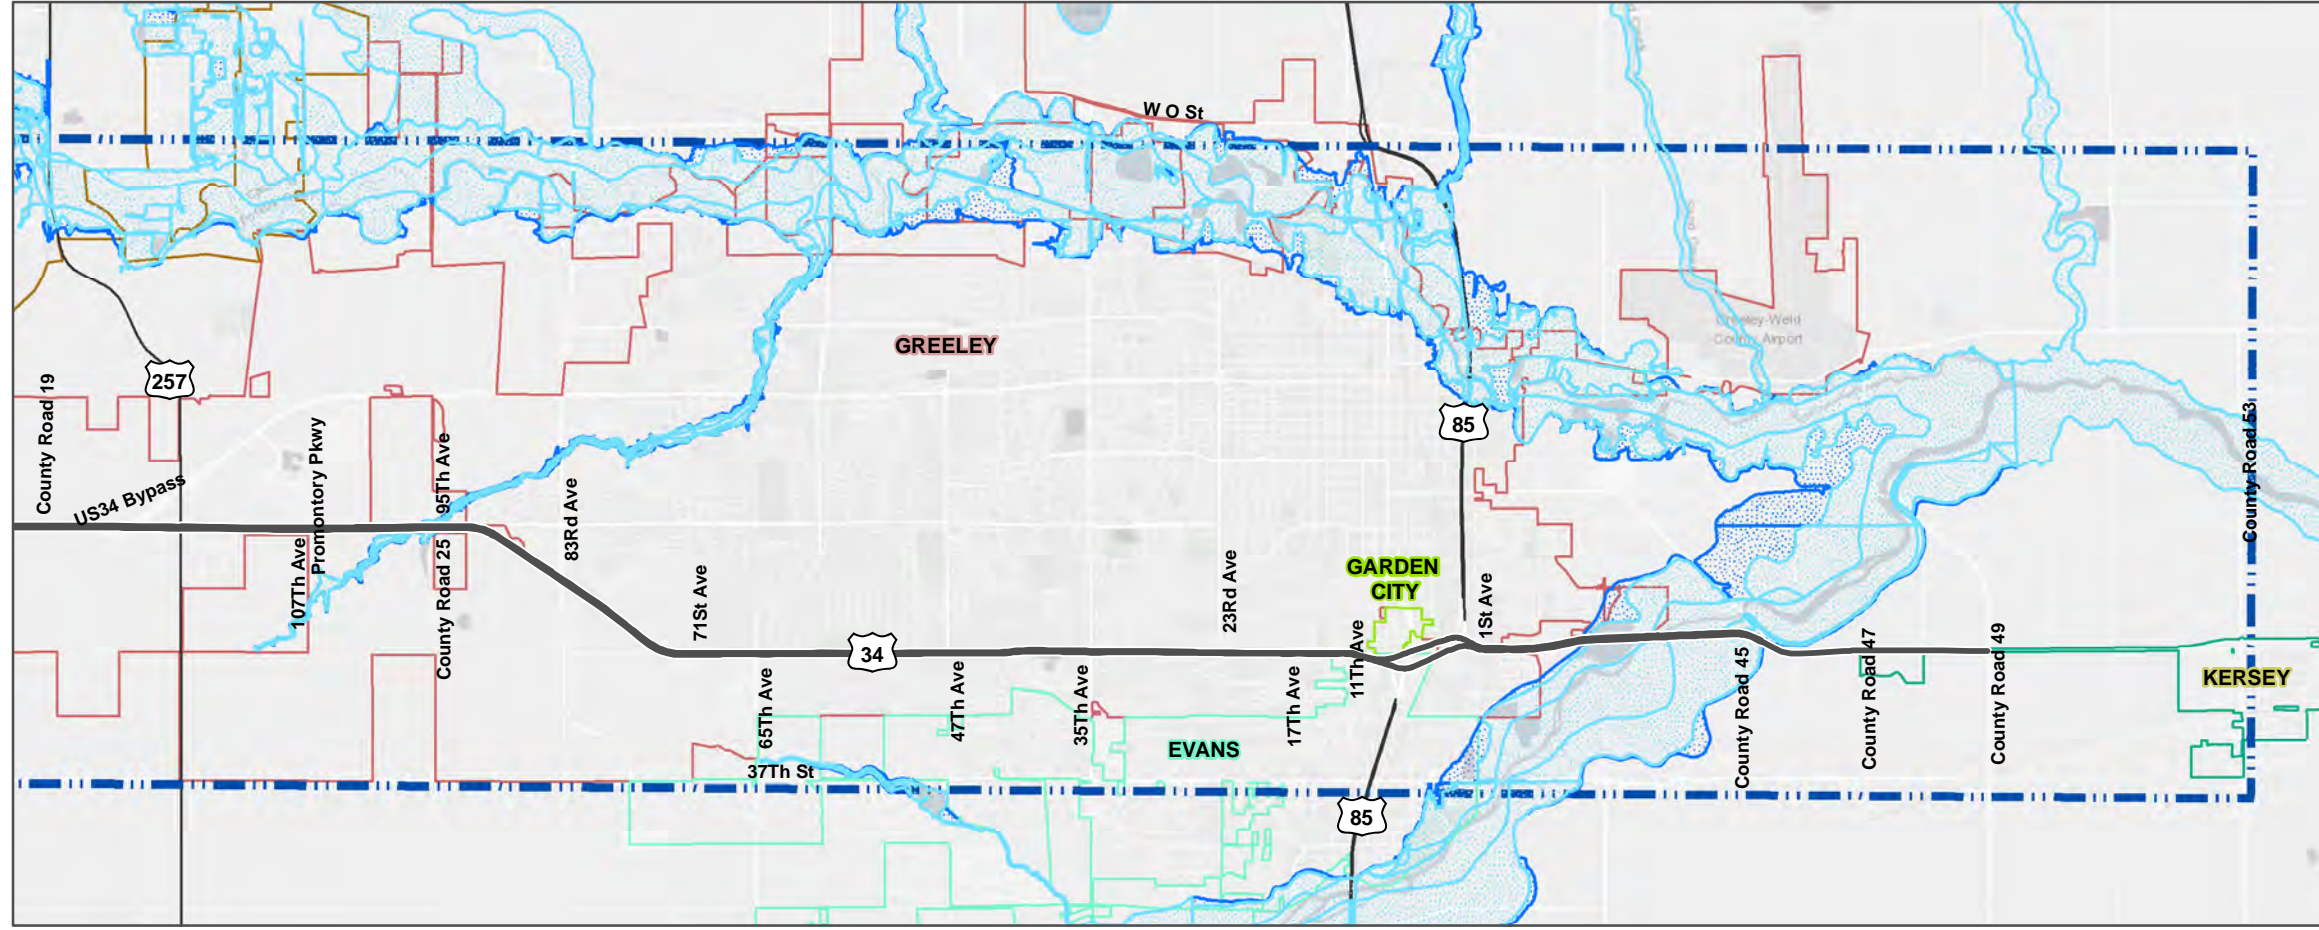 W O St
GREELEY
Greeley-Weld
County Airport
257
County Road 19
US34 Bypass
Promontory Pkwy
107Th Ave
95Th Ave
County Road 25
83Rd Ave
71St Ave
34
65Th Ave
47Th Ave
35Th Ave
23Rd Ave
17Th Ave
11Th Ave
85
GARDEN
CITY
1St Ave
County Road 45
County Road 47
County Road 49
County Road 53
KERSEY
EVANS
37Th St
85